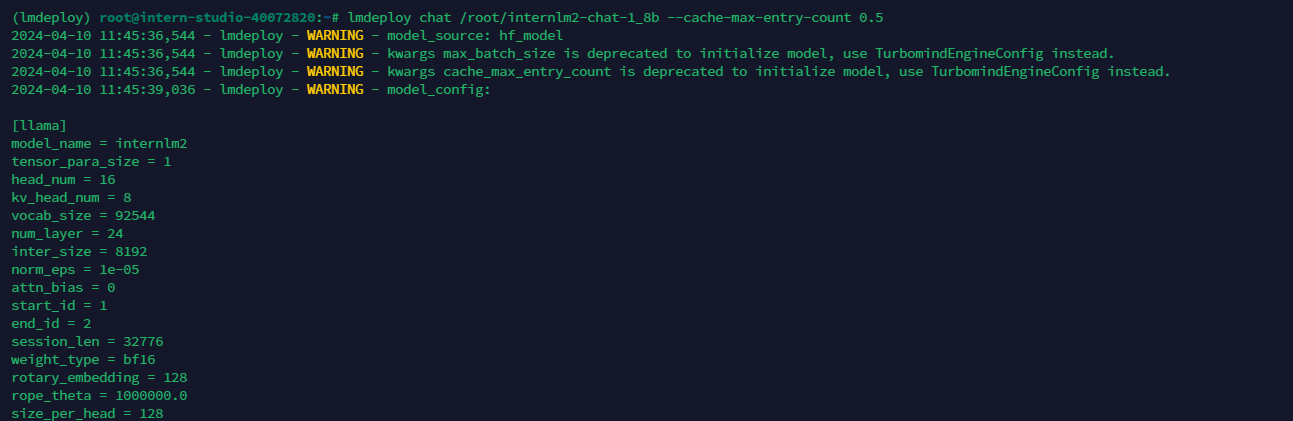 (lmdeploy) root@intern-studio-40072820:~# lmdeploy chat /root/internlm2-chat-1_8b --cache-max-entry-count 0.5
2024-04-10 11:45:36,544 - lmdeploy - WARNING - model_source: hf_model
2024-04-10 11:45:36,544 - lmdeploy - WARNING - kwargs max_batch_size is deprecated to initialize model, use TurbomindEngineConfig instead.
2024-04-10 11:45:36,544 - lmdeploy - WARNING - kwargs cache_max_entry_count is deprecated to initialize model, use TurbomindEngineConfig instead.
2024-04-10 11:45:39,036 - lmdeploy - WARNING - model_config:
[llama]
model_name = internlm2
tensor_para_size = 1
head_num = 16
kv_head_num = 8
vocab_size = 92544
num_layer = 24
inter_size = 8192
norm_eps = 1e-05
attn_bias = 0
start_id = 1
end_id = 2
session_len = 32776
weight_type = bf16
rotary_embedding = 128
rope_theta = 1000000.0
size_per_head = 128